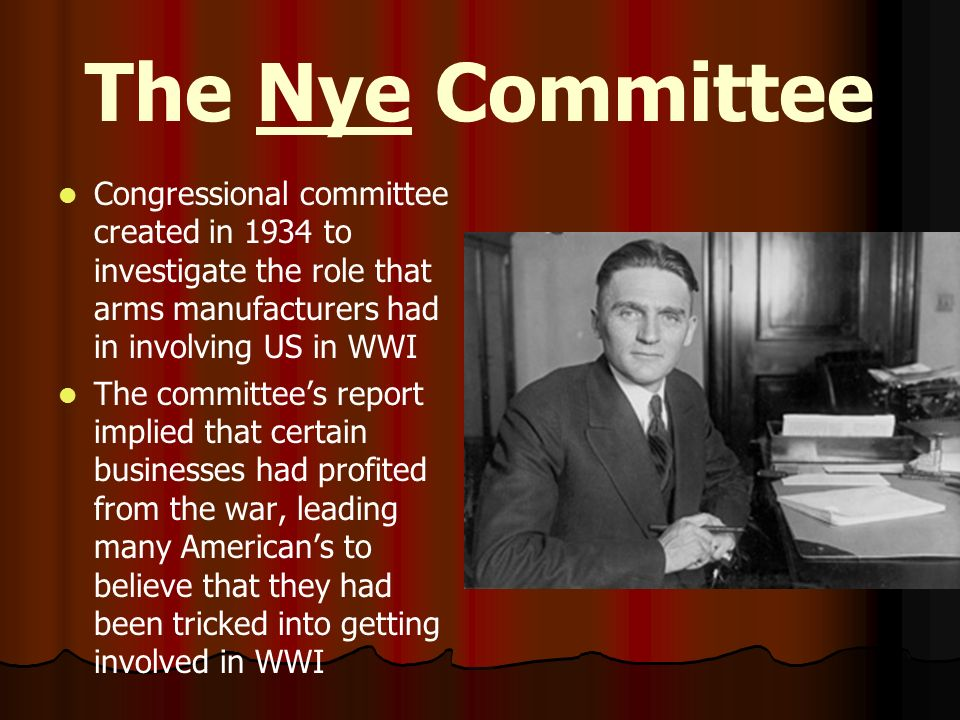 The Nye Committee
Congressional committee
created in 1934 to
investigate the role that
arms manufacturers had
in involving US in WWI
The committee’s report
implied that certain
businesses had profited
from the war, leading
many American’s to
believe that they had
been tricked into getting
involved in WWI